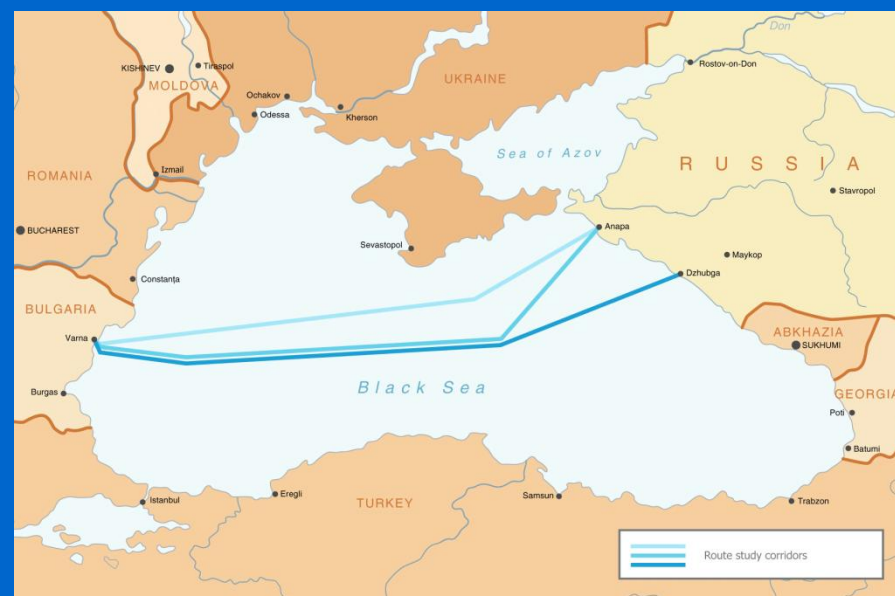 Don
Rostov-on-Don
KISHINEV
Tiraspol
MOLDOVA
UKRAINE
Ochakov
Odessa
Kherson
Sea of Azov
RUSSIA
Izmail
ROMANIA
Stavropol
BUCHAREST
Anapa
Sevastopol
Maykop
Dzhubga
Constanţa
BULGARIA
Varna
ABKHAZIA
SUKHUMI
Black Sea
Burgas
GEORGIA
Poti
Batumi
Istanbul
Eregli
TURKEY
Samsun
Trabzon
Route study corridors